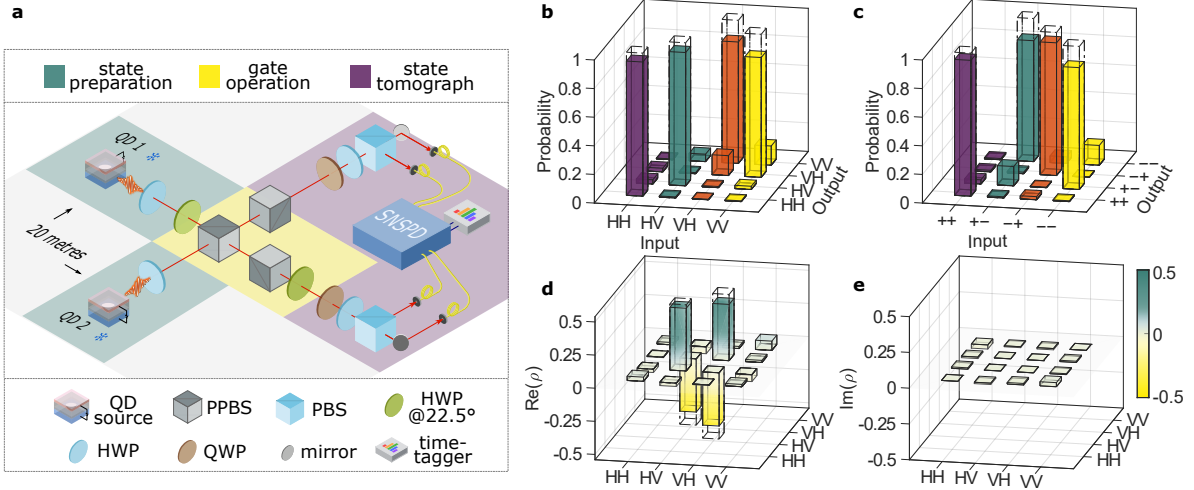 a
state
preparation
gate
operation
state
tomograph
QD 1
*
20 metres
QD 2
*
SNSPD
QD
source
PPBS
PBS
HWP
@22.5°
HWP
QWP
mirror
time-
tagger
b
Probability
1
0.8
0.6
0.4
0.2
0
HH
HV
VH
VV
Input
HH
HV
VH
VV
Output
c
Probability
1
0.8
0.6
0.4
0.2
0
++
+-
-+
--
Input
++
+-
-+
--
Output
d
Re(ρ)
0.5
0.25
0
-0.25
-0.5
HH
HV
VH
VV
HH
HV
VH
VV
e
Im(ρ)
0.5
0.25
0
-0.25
-0.5
HH
HV
VH
VV
HH
HV
VH
VV
0.5
0
-0.5